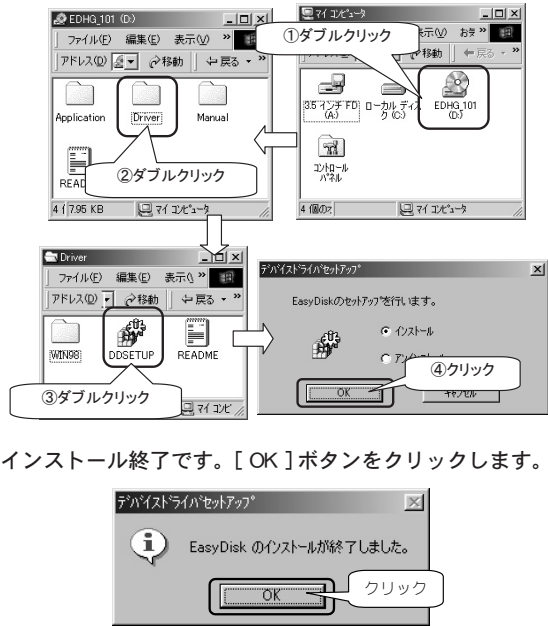 マイ コンピュータ
表示(V) お気 »
①ダブルクリック
移動 戻る »
3.5 インチ FD (A:)
ローカル ディスク (C:)
EDHG_101 (D:)
コントロール パネル
4 個の
マイ コンピュータ
EDHG_101 (D:)
ファイル(F) 編集(E) 表示(V) »
アドレス(D) 移動 戻る »
Application
Driver
Manual
②ダブルクリック
READ
4 個 7.95 KB マイ コンピュータ
Driver
ファイル(F) 編集(E) 表示( »
アドレス(D) 移動 戻る »
WIN98
DDSETUP
README
③ダブルクリック
マイ コンピ
デバイスドライバセットアップ
EasyDiskのセットアップを行います。
インストール
アンインストール
④クリック
OK
キャンセル
インストール終了です。[ OK ]ボタンをクリックします。
デバイスドライバセットアップ
EasyDisk のインストールが終了しました。
OK
クリック